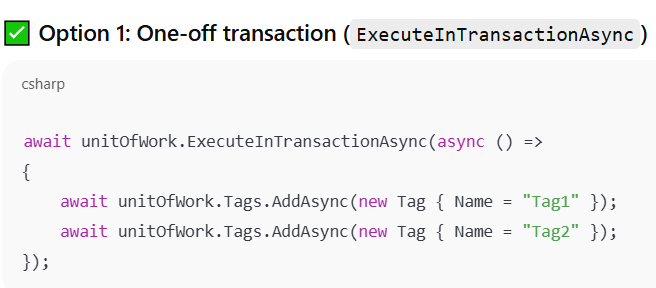 ✅ Option 1: One-off transaction (ExecuteInTransactionAsync)
csharp
await unitOfWork.ExecuteInTransactionAsync(async () =>
{
    await unitOfWork.Tags.AddAsync(new Tag { Name = "Tag1" });
    await unitOfWork.Tags.AddAsync(new Tag { Name = "Tag2" });
});